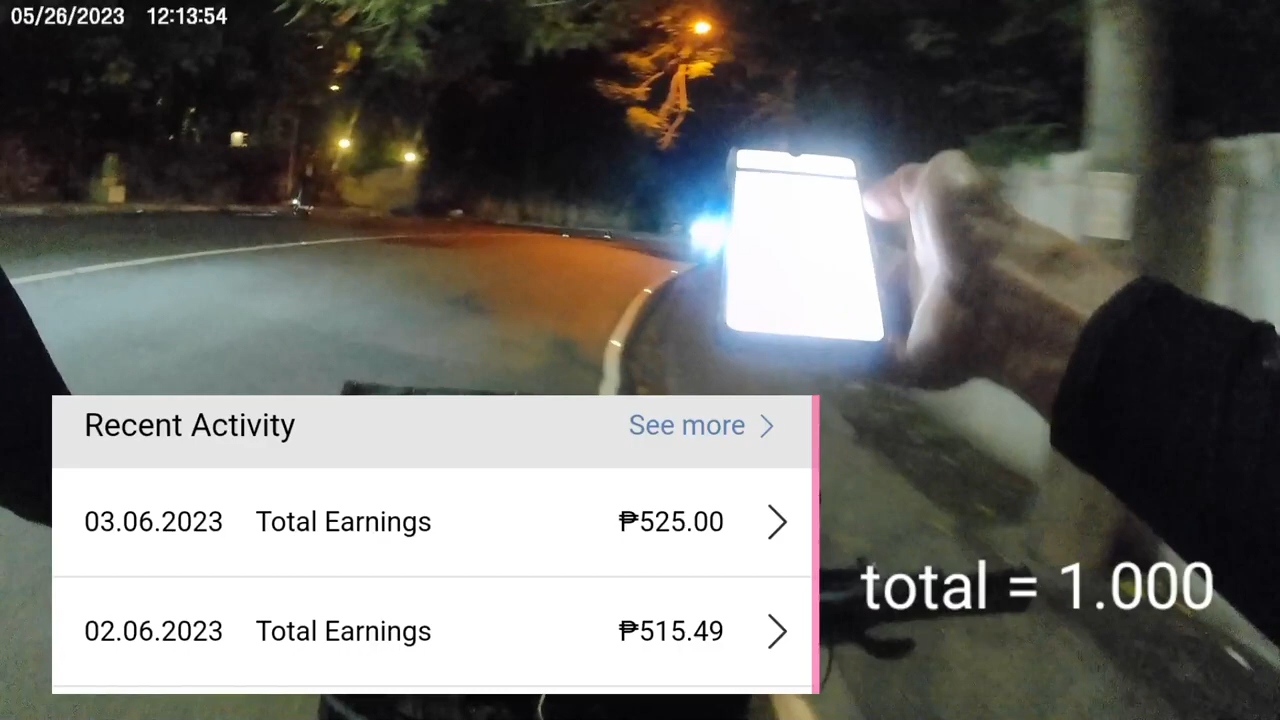 05/26/2023 12:13:54
Recent Activity See more
03.06.2023 Total Earnings ₱525.00
02.06.2023 Total Earnings ₱515.49
total = 1.000